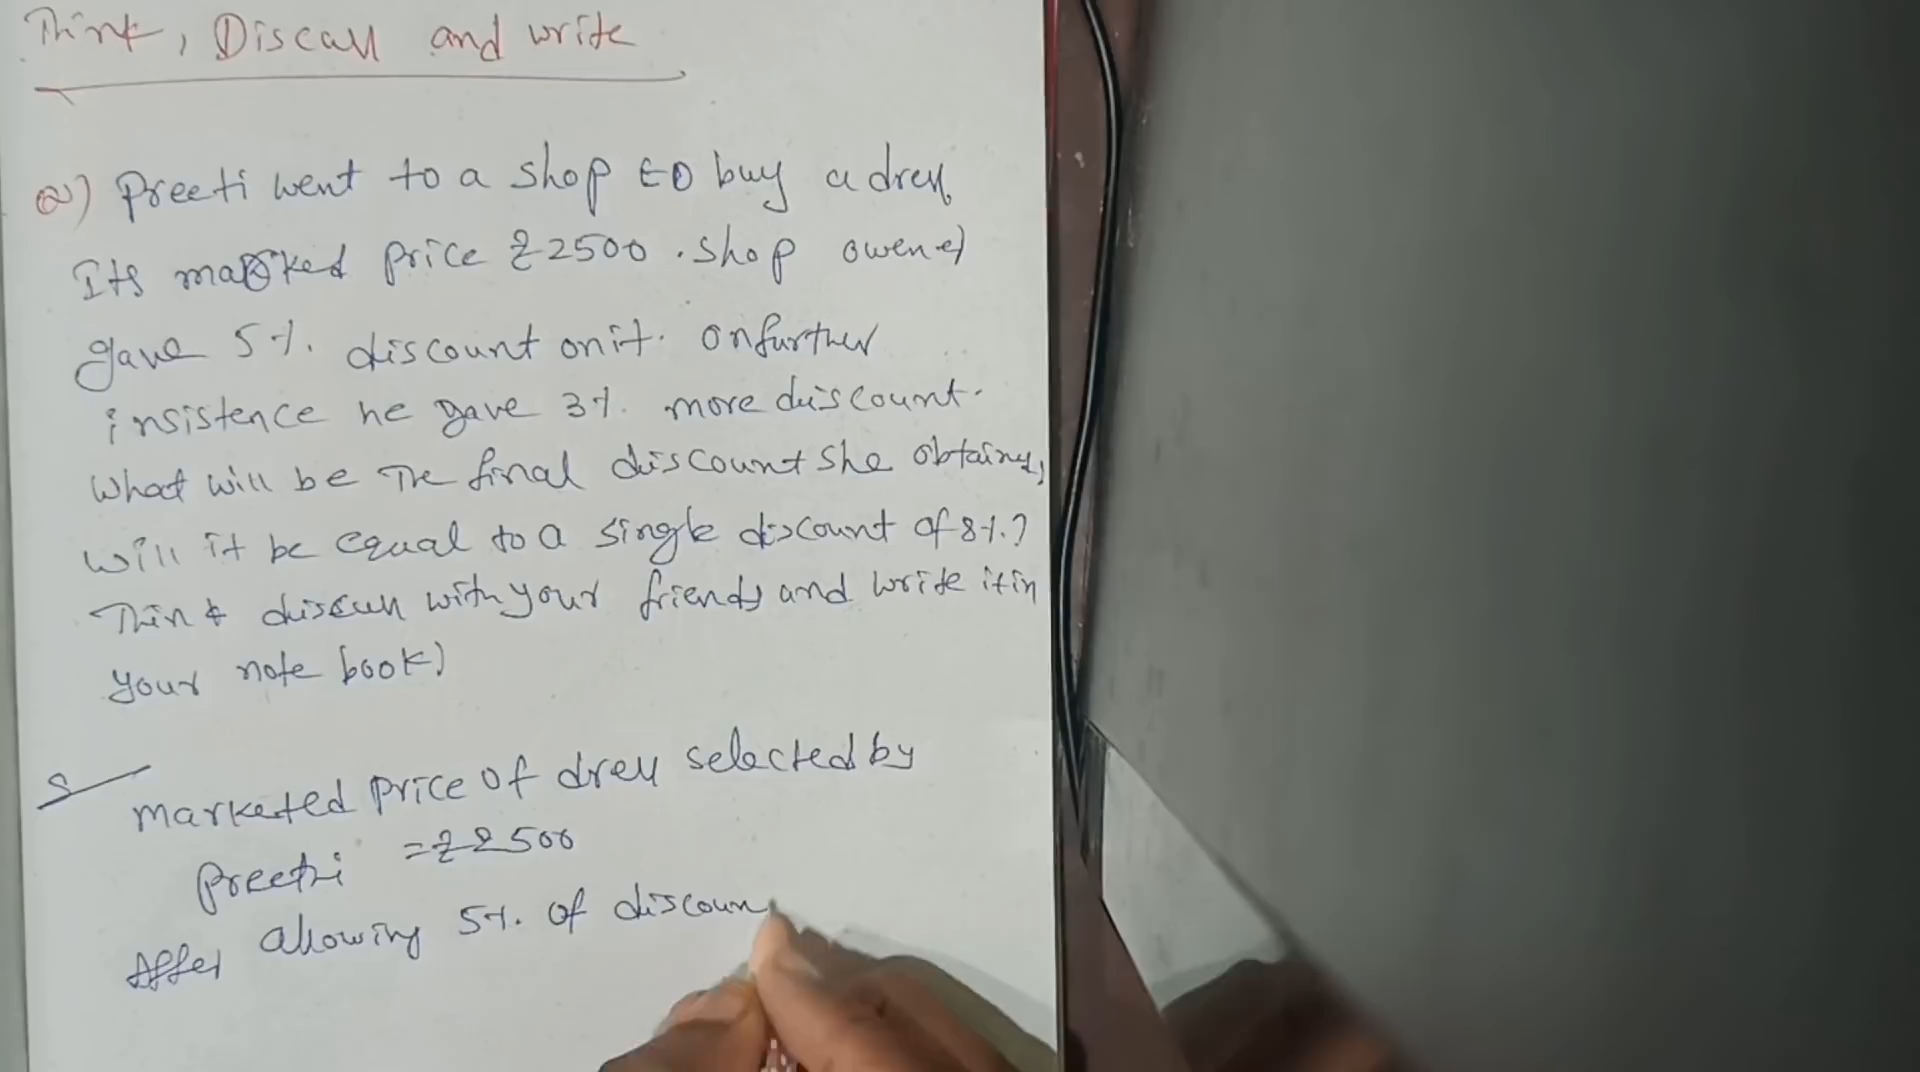 Think, Discuss and write
Q) Preeti went to a shop to buy a dress.
Its marked price ₹2500. shop owener
gave 5%. discount on it. on further
insistence he gave 3%. more discount.
What will be the final discount she obtains,
will it be equal to a single discount of 8%.?
Think discuss with your friends and write it in
your note book)
S
marketed price of dress selected by
preethi = ₹2500
After allowing 5%. of discoun